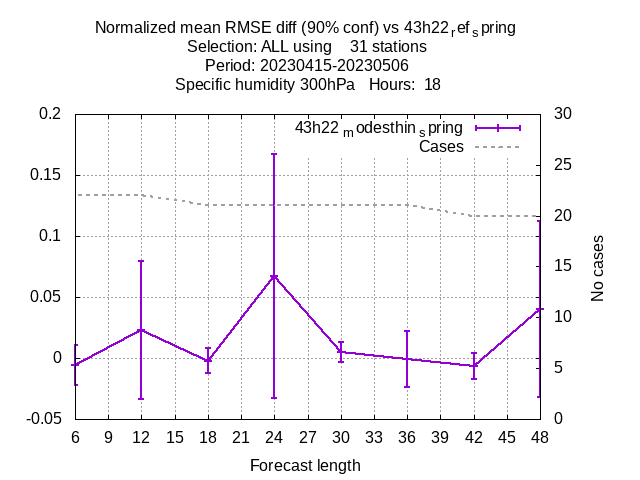 Normalized mean RMSE diff (90% conf) vs 43h22refspring
Selection: ALL using 31 stations
Period: 20230415-20230506
Specific humidity 300hPa Hours: 18
43h22modesthinspring
Cases
0.2
0.15
0.1
0.05
0
-0.05
30
25
20
15
10
5
0
No cases
6 9 12 15 18 21 24 27 30 33 36 39 42 45 48
Forecast length